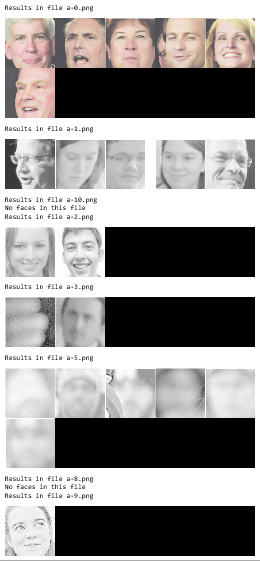 Results in file a-0.png
Results in file a-1.png
Results in file a-10.png
No faces in this file
Results in file a-2.png
Results in file a-3.png
Results in file a-5.png
Results in file a-8.png
No faces in this file
Results in file a-9.png